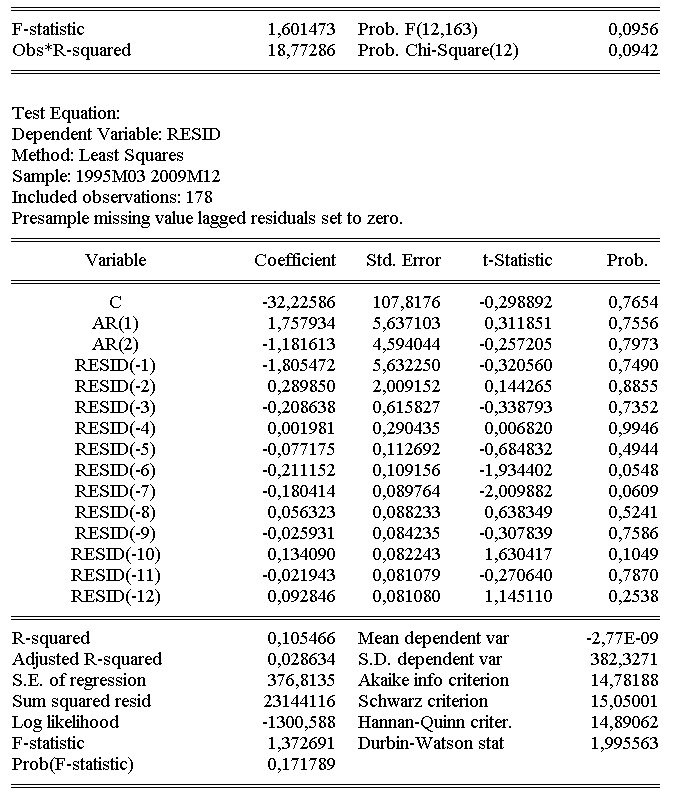 F-statistic 1,601473 Prob. F(12,163) 0,0956
Obs*R-squared 18,77286 Prob. Chi-Square(12) 0,0942
Test Equation:
Dependent Variable: RESID
Method: Least Squares
Sample: 1995M03 2009M12
Included observations: 178
Presample missing value lagged residuals set to zero.
Variable Coefficient Std. Error t-Statistic Prob.
C -32,22586 107,8176 -0,298892 0,7654
AR(1) 1,757934 5,637103 0,311851 0,7556
AR(2) -1,181613 4,594044 -0,257205 0,7973
RESID(-1) -1,805472 5,632250 -0,320560 0,7490
RESID(-2) 0,289850 2,009152 0,144265 0,8855
RESID(-3) -0,208638 0,615827 -0,338793 0,7352
RESID(-4) 0,001981 0,290435 0,006820 0,9946
RESID(-5) -0,077175 0,112692 -0,684832 0,4944
RESID(-6) -0,211152 0,109156 -1,934402 0,0548
RESID(-7) -0,180414 0,089764 -2,009882 0,0609
RESID(-8) 0,056323 0,088233 0,638349 0,5241
RESID(-9) -0,025931 0,084235 -0,307839 0,7586
RESID(-10) 0,134090 0,082243 1,630417 0,1049
RESID(-11) -0,021943 0,081079 -0,270640 0,7870
RESID(-12) 0,092846 0,081080 1,145110 0,2538
R-squared 0,105466 Mean dependent var -2,77E-09
Adjusted R-squared 0,028634 S.D. dependent var 382,3271
S.E. of regression 376,8135 Akaike info criterion 14,78188
Sum squared resid 23144116 Schwarz criterion 15,05001
Log likelihood -1300,588 Hannan-Quinn criter. 14,89062
F-statistic 1,372691 Durbin-Watson stat 1,995563
Prob(F-statistic) 0,171789